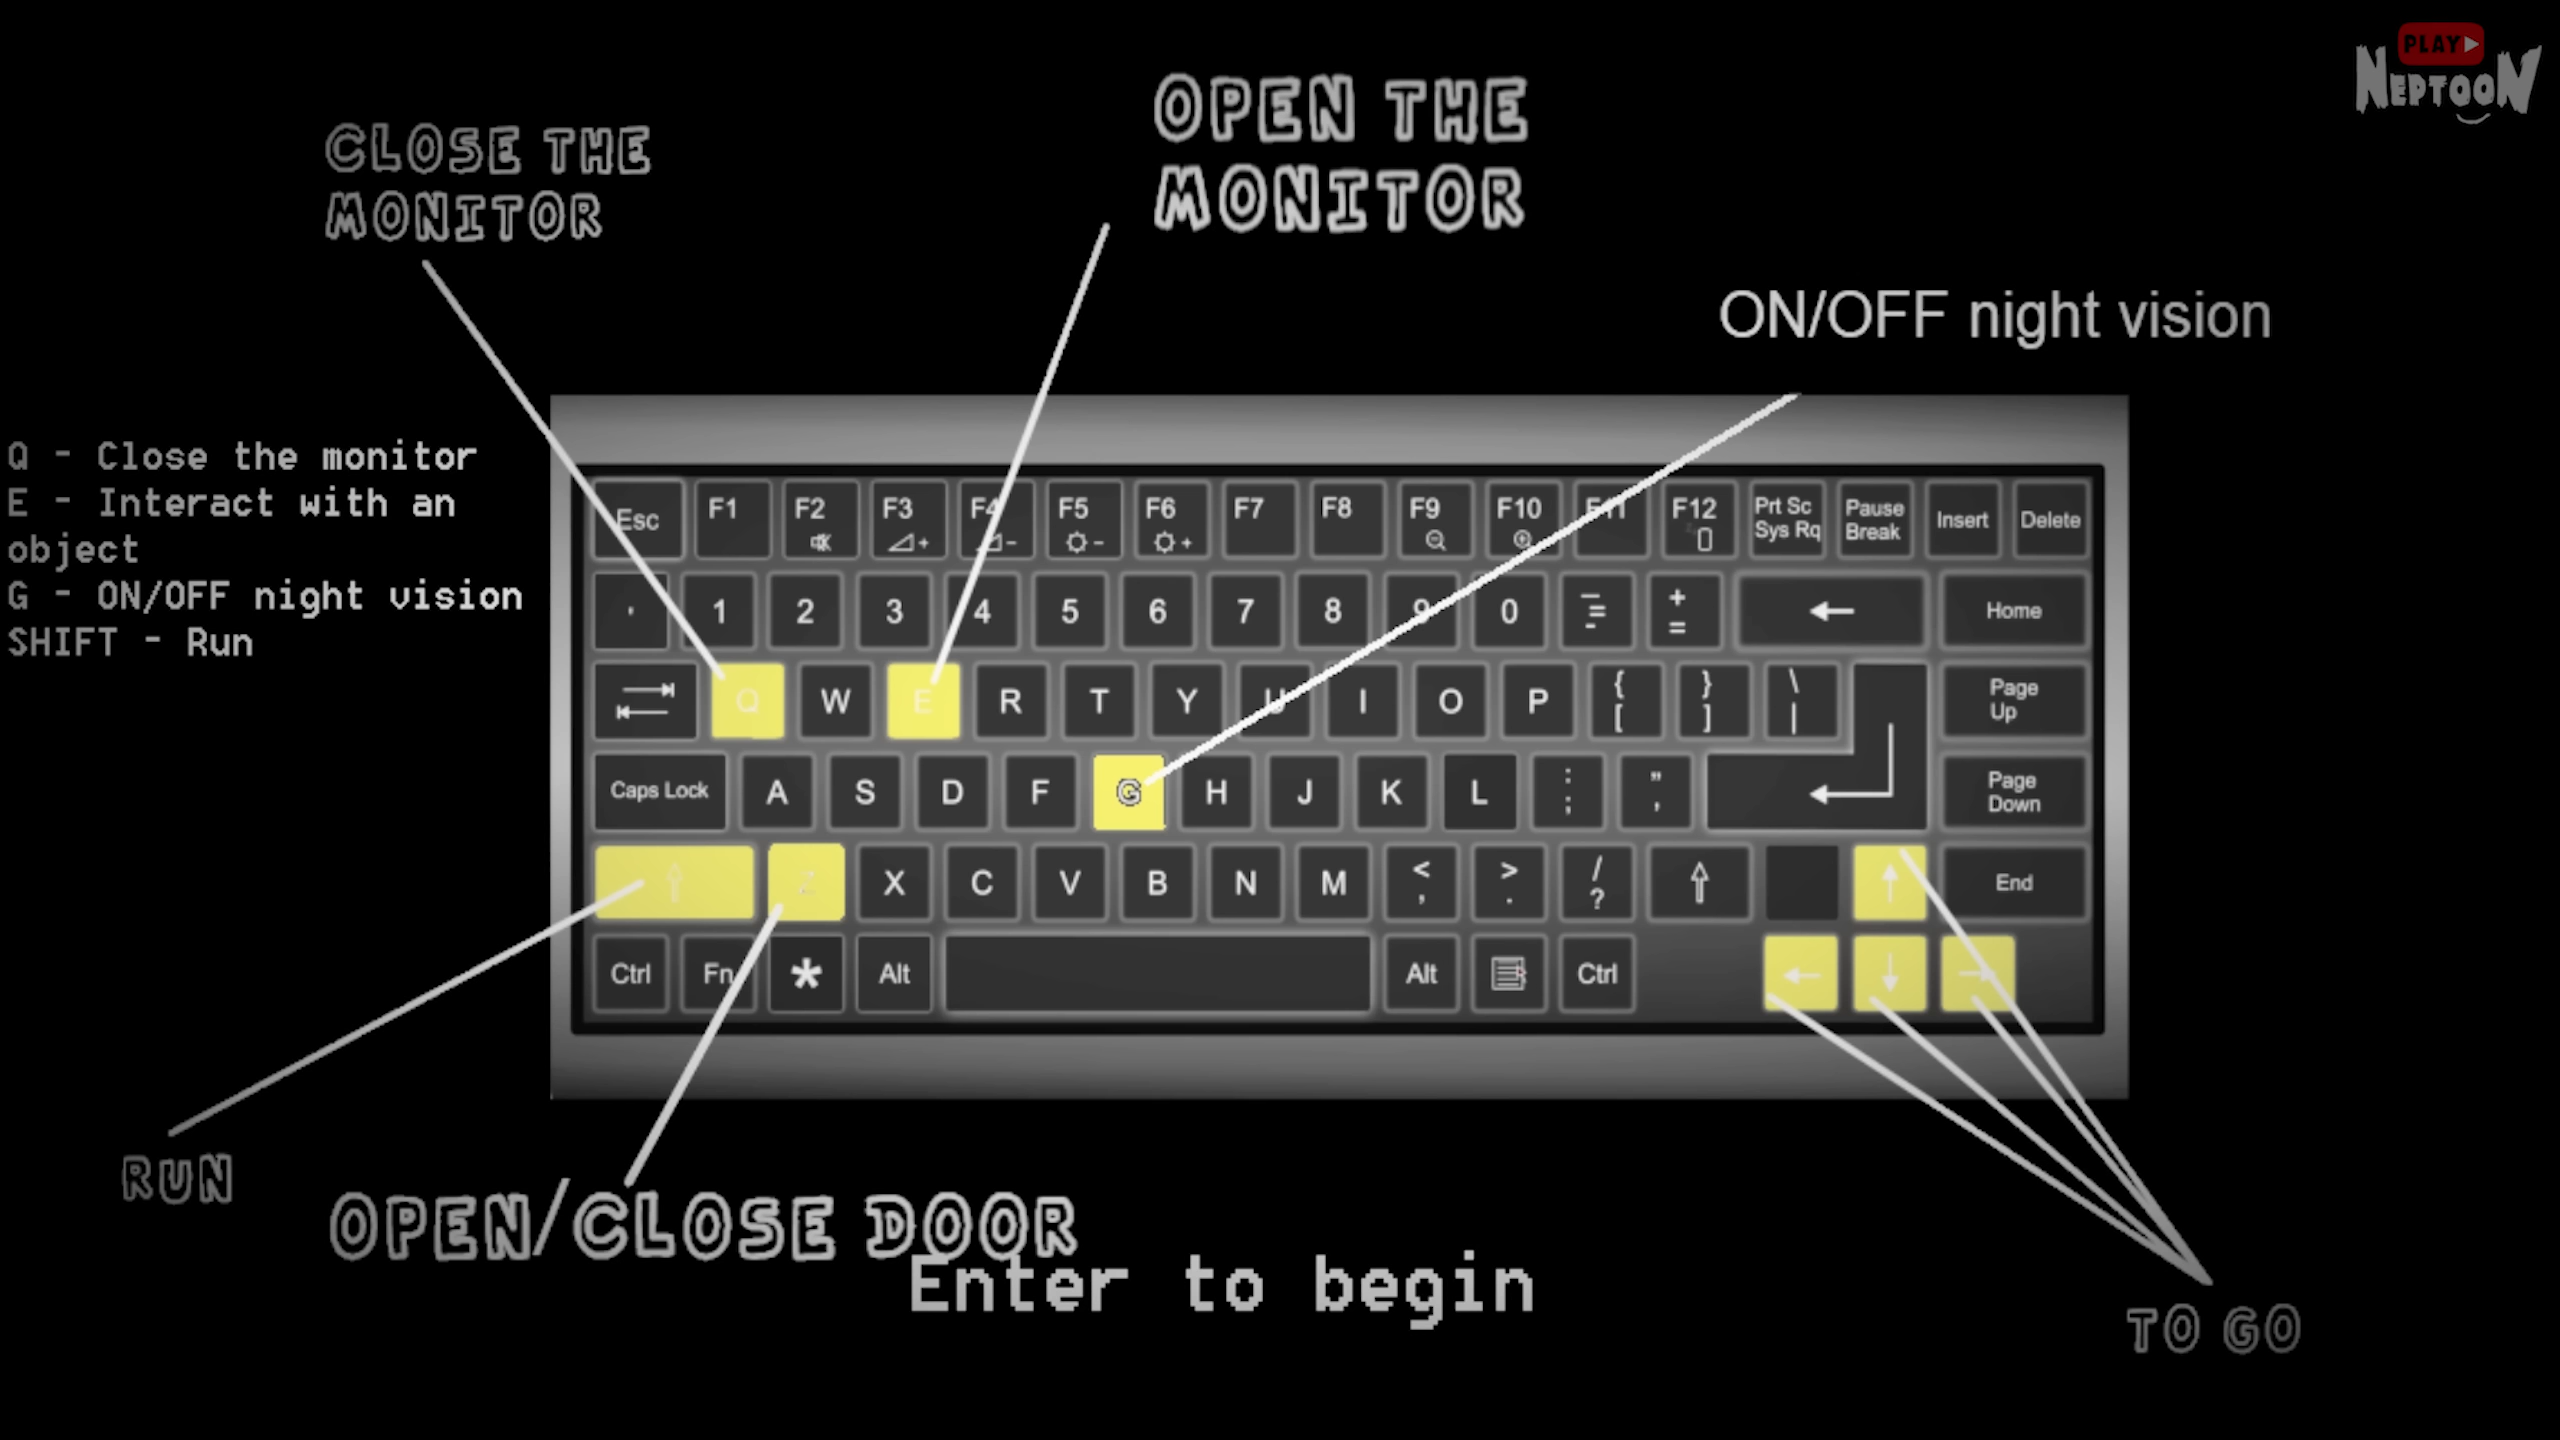 PLAY
NEPTOON
OPEN THE
MONITOR
CLOSE THE
MONITOR
ON/OFF night vision
Q - Close the monitor
E - Interact with an
object
G - ON/OFF night vision
SHIFT - Run
Esc F1 F2 F3 F4 F5 F6 F7 F8 F9 F10 F11 F12 Prt Sc Sys Rq Pause Break Insert Delete
' 1 2 3 4 5 6 7 8 9 0 - = + = ← Home
Q W E R T Y U I O P { [ } ] \ | Page Up
Caps Lock A S D F G H J K L : ; " , Page Down
⇧ Z X C V B N M < , > . / ? ⇧ ↑ End
Ctrl Fn * Alt Alt Ctrl ← ↓ →
RUN
OPEN/CLOSE DOOR
Enter to begin
TO GO